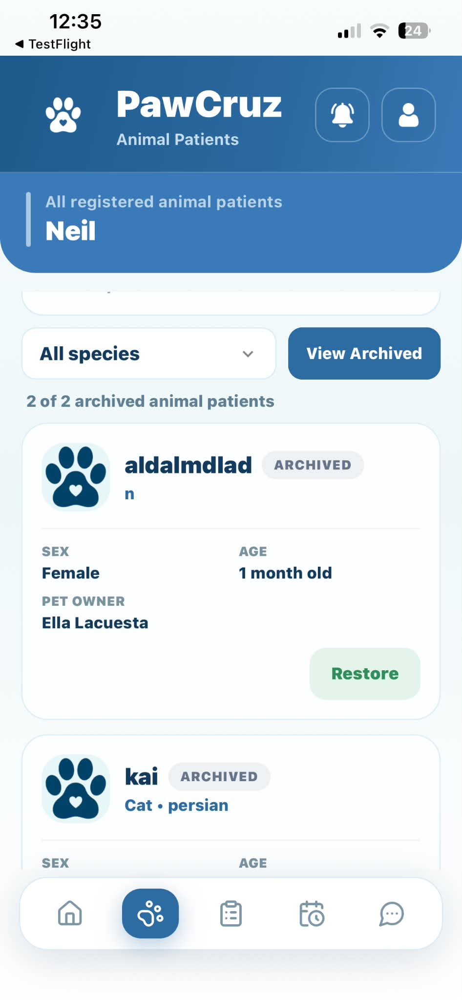 12:35
24
◀ TestFlight
PawCruz
Animal Patients
All registered animal patients
Neil
All species
View Archived
2 of 2 archived animal patients
aldalmdlad
ARCHIVED
n
SEX
AGE
Female
1 month old
PET OWNER
Ella Lacuesta
Restore
kai
ARCHIVED
Cat • persian
SEX
AGE